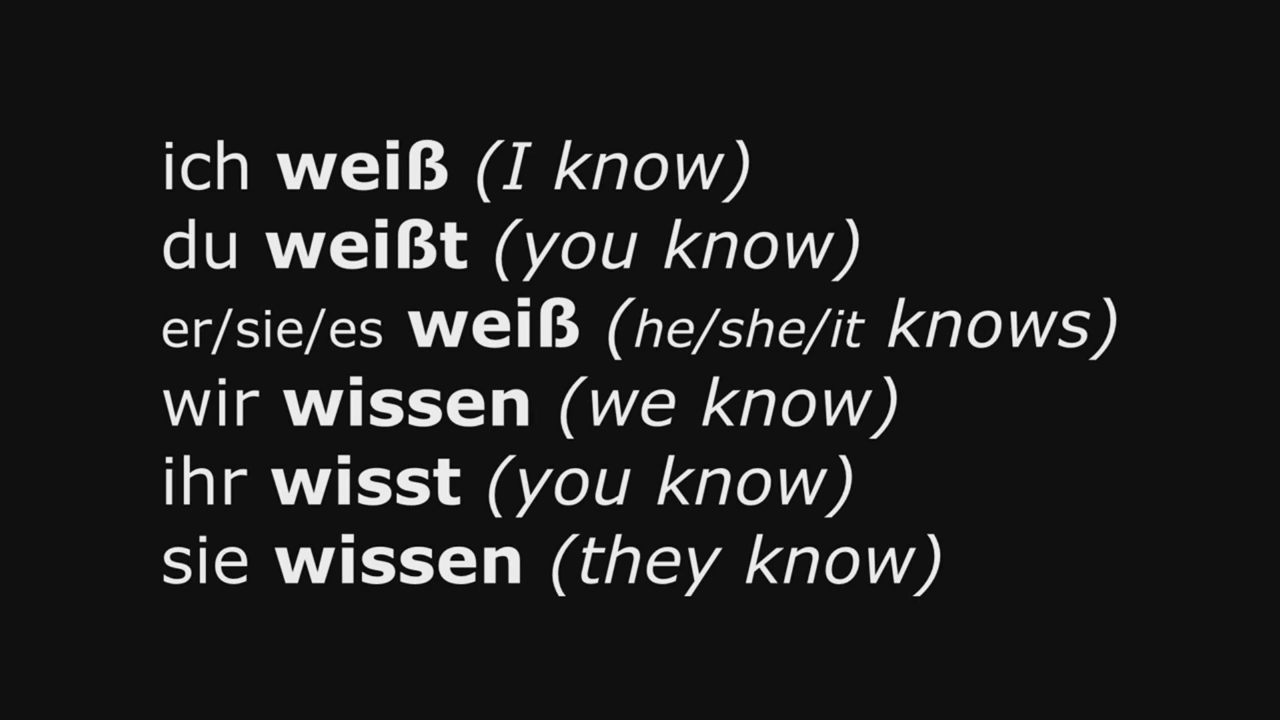 ich weiß (I know)
du weißt (you know)
er/sie/es weiß (he/she/it knows)
wir wissen (we know)
ihr wisst (you know)
sie wissen (they know)